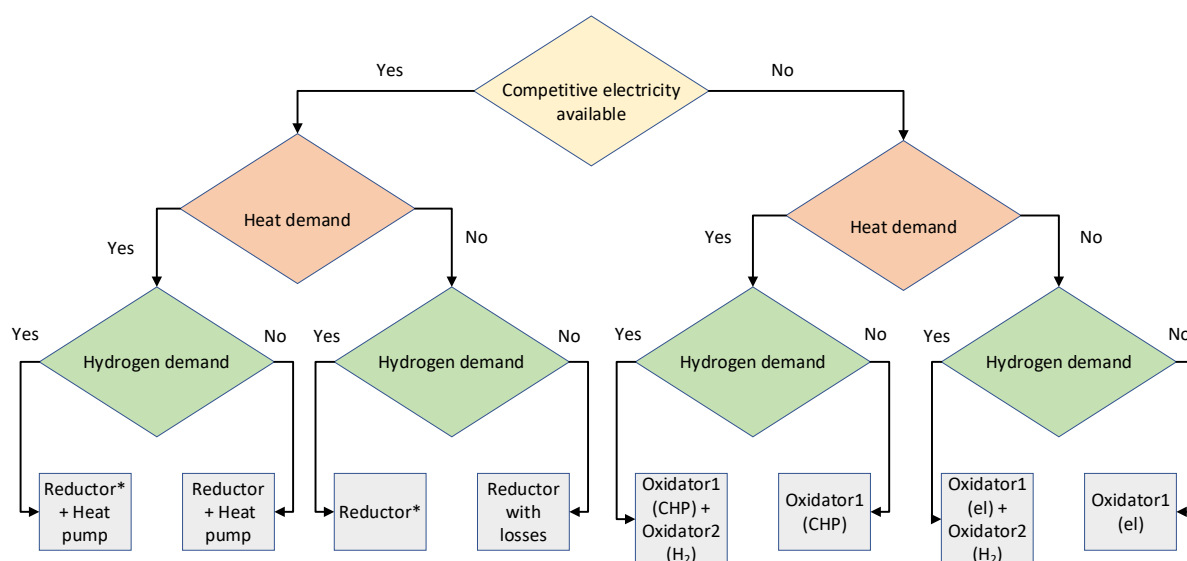 Competitive electricity
available
Yes
No
Heat demand
Heat demand
Yes
No
Yes
No
Hydrogen demand
Hydrogen demand
Hydrogen demand
Hydrogen demand
Yes
No
Yes
No
Yes
No
Yes
No
Reductor*
+ Heat
pump
Reductor
+ Heat
pump
Reductor*
Reductor
with
losses
Oxidator1
(CHP) +
Oxidator2
(H₂)
Oxidator1
(CHP)
Oxidator1
(el) +
Oxidator2
(H₂)
Oxidator1
(el)